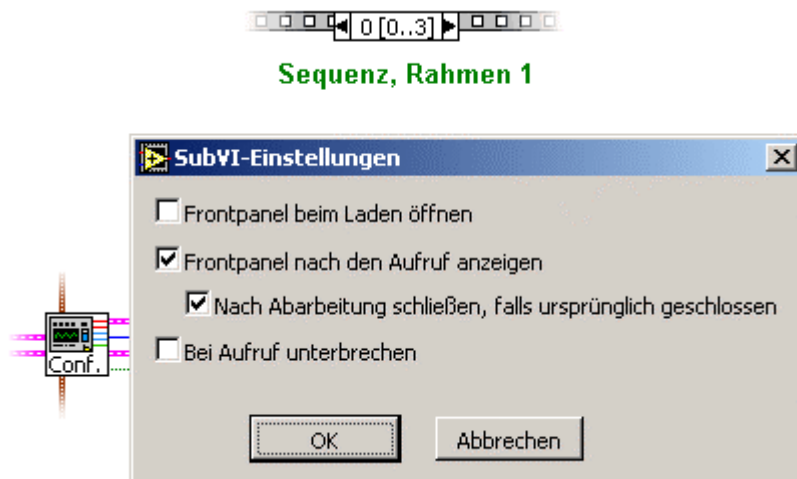 0 [0..3]
Sequenz, Rahmen 1
SubVI-Einstellungen
Frontpanel beim Laden öffnen
Frontpanel nach den Aufruf anzeigen
Nach Abarbeitung schließen, falls ursprünglich geschlossen
Conf.
Bei Aufruf unterbrechen
OK
Abbrechen